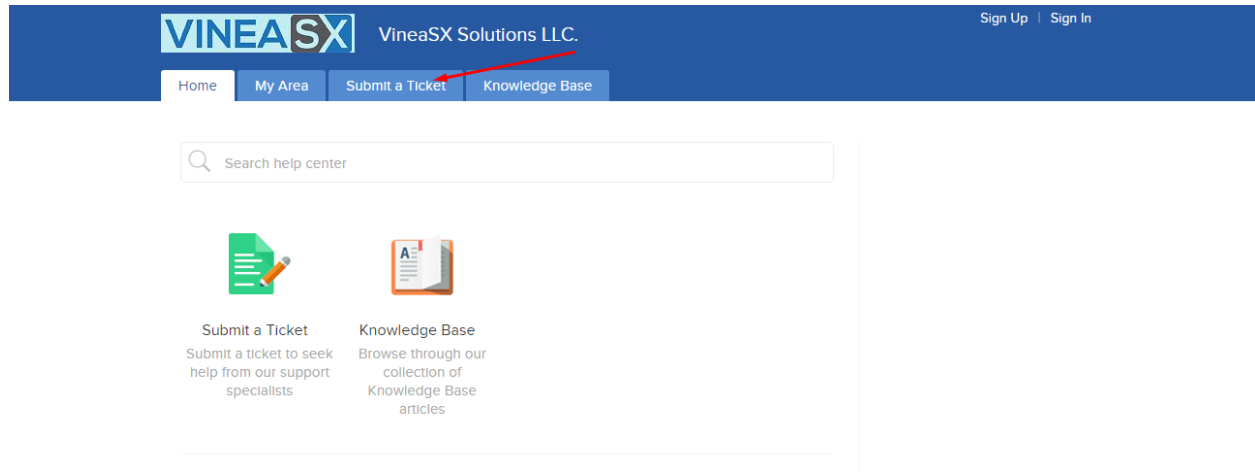 VINEASX VineaSX Solutions LLC. Sign Up | Sign In
Home My Area Submit a Ticket Knowledge Base
Search help center
Submit a Ticket
Submit a ticket to seek
help from our support
specialists
Knowledge Base
Browse through our
collection of
Knowledge Base
articles